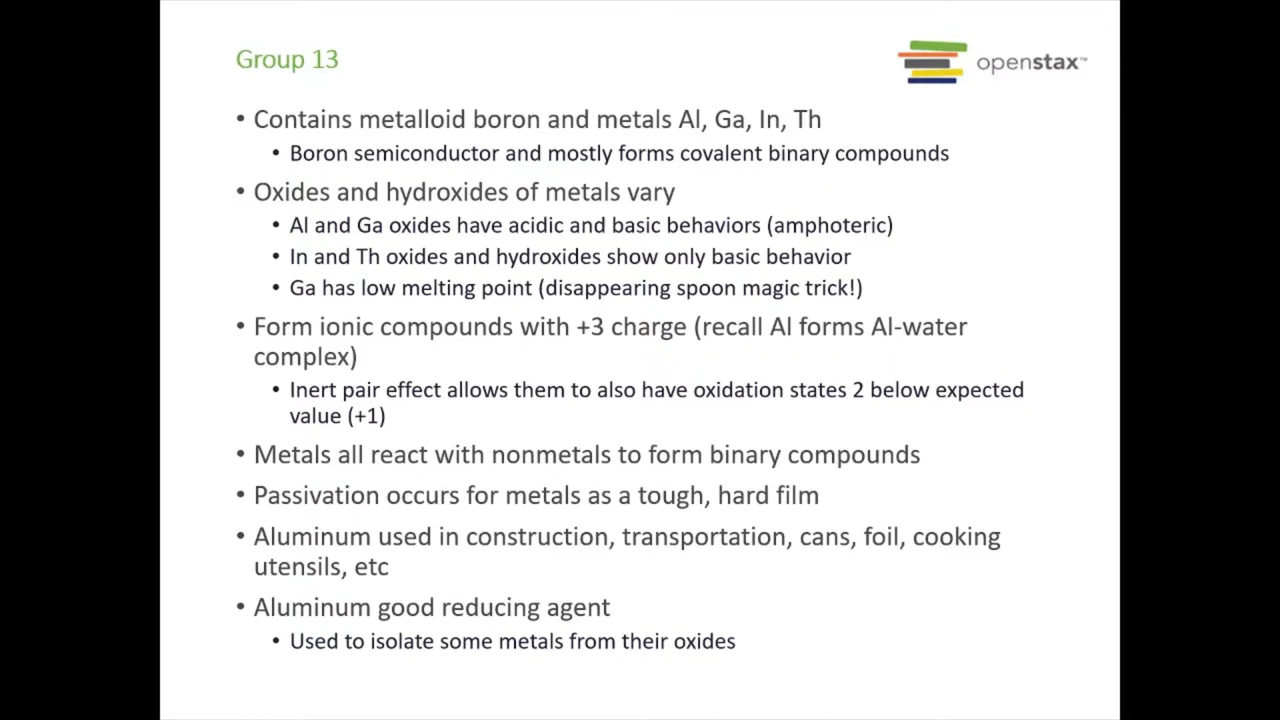 Group 13
openstax™
• Contains metalloid boron and metals Al, Ga, In, Th
• Boron semiconductor and mostly forms covalent binary compounds
• Oxides and hydroxides of metals vary
• Al and Ga oxides have acidic and basic behaviors (amphoteric)
• In and Th oxides and hydroxides show only basic behavior
• Ga has low melting point (disappearing spoon magic trick!)
• Form ionic compounds with +3 charge (recall Al forms Al-water
complex)
• Inert pair effect allows them to also have oxidation states 2 below expected
value (+1)
• Metals all react with nonmetals to form binary compounds
• Passivation occurs for metals as a tough, hard film
• Aluminum used in construction, transportation, cans, foil, cooking
utensils, etc
• Aluminum good reducing agent
• Used to isolate some metals from their oxides